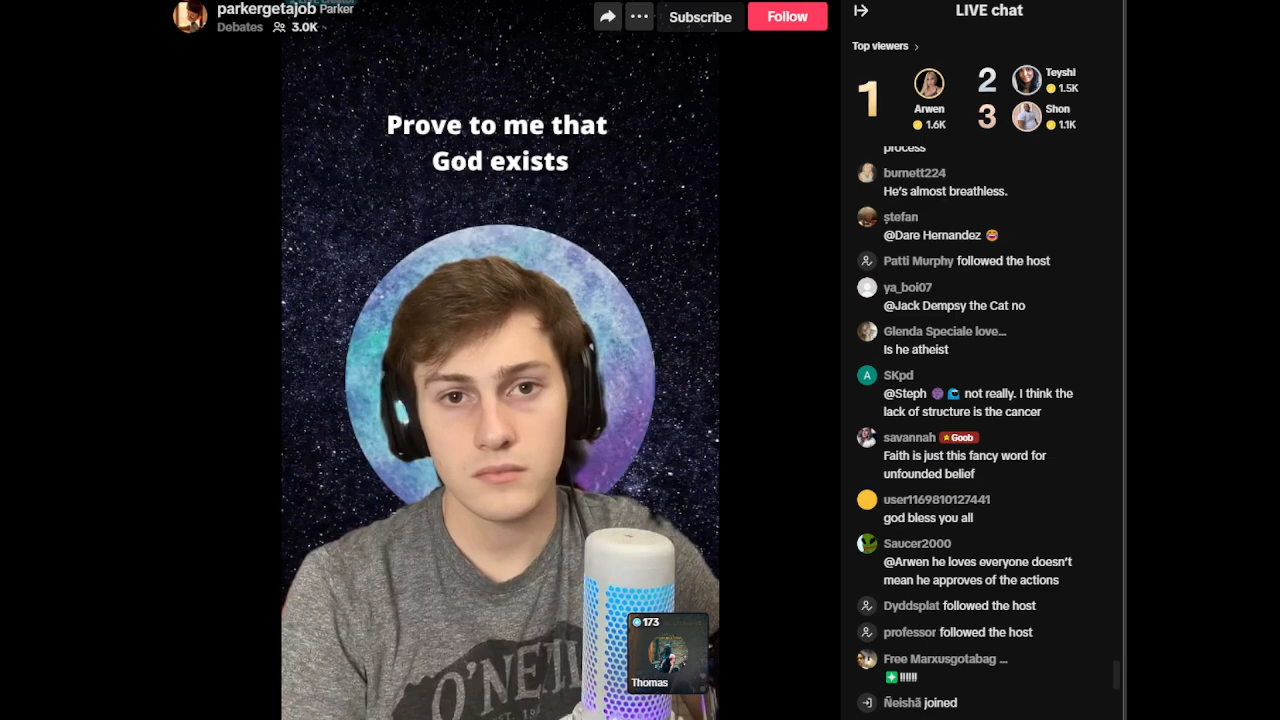 parkergetajob Parker
Debates 3.0K
Subscribe
Follow
Prove to me that
God exists
O'NEILL
173
Thomas
LIVE chat
Top viewers >
1
Arwen
1.6K
2
Teyshi
1.5K
3
Shon
1.1K
process
burnett224
He's almost breathless.
ștefan
@Dare Hernandez 😂
Patti Murphy followed the host
ya_boi07
@Jack Dempsy the Cat no
Glenda Speciale love...
Is he atheist
A
SKpd
@Steph not really. I think the
lack of structure is the cancer
savannah Goob
Faith is just this fancy word for
unfounded belief
user1169810127441
god bless you all
Saucer2000
@Arwen he loves everyone doesn't
mean he approves of the actions
Dyddsplat followed the host
professor followed the host
Free Marxusgotabag ...
❇️ !!!!!!!
Ñeishã joined